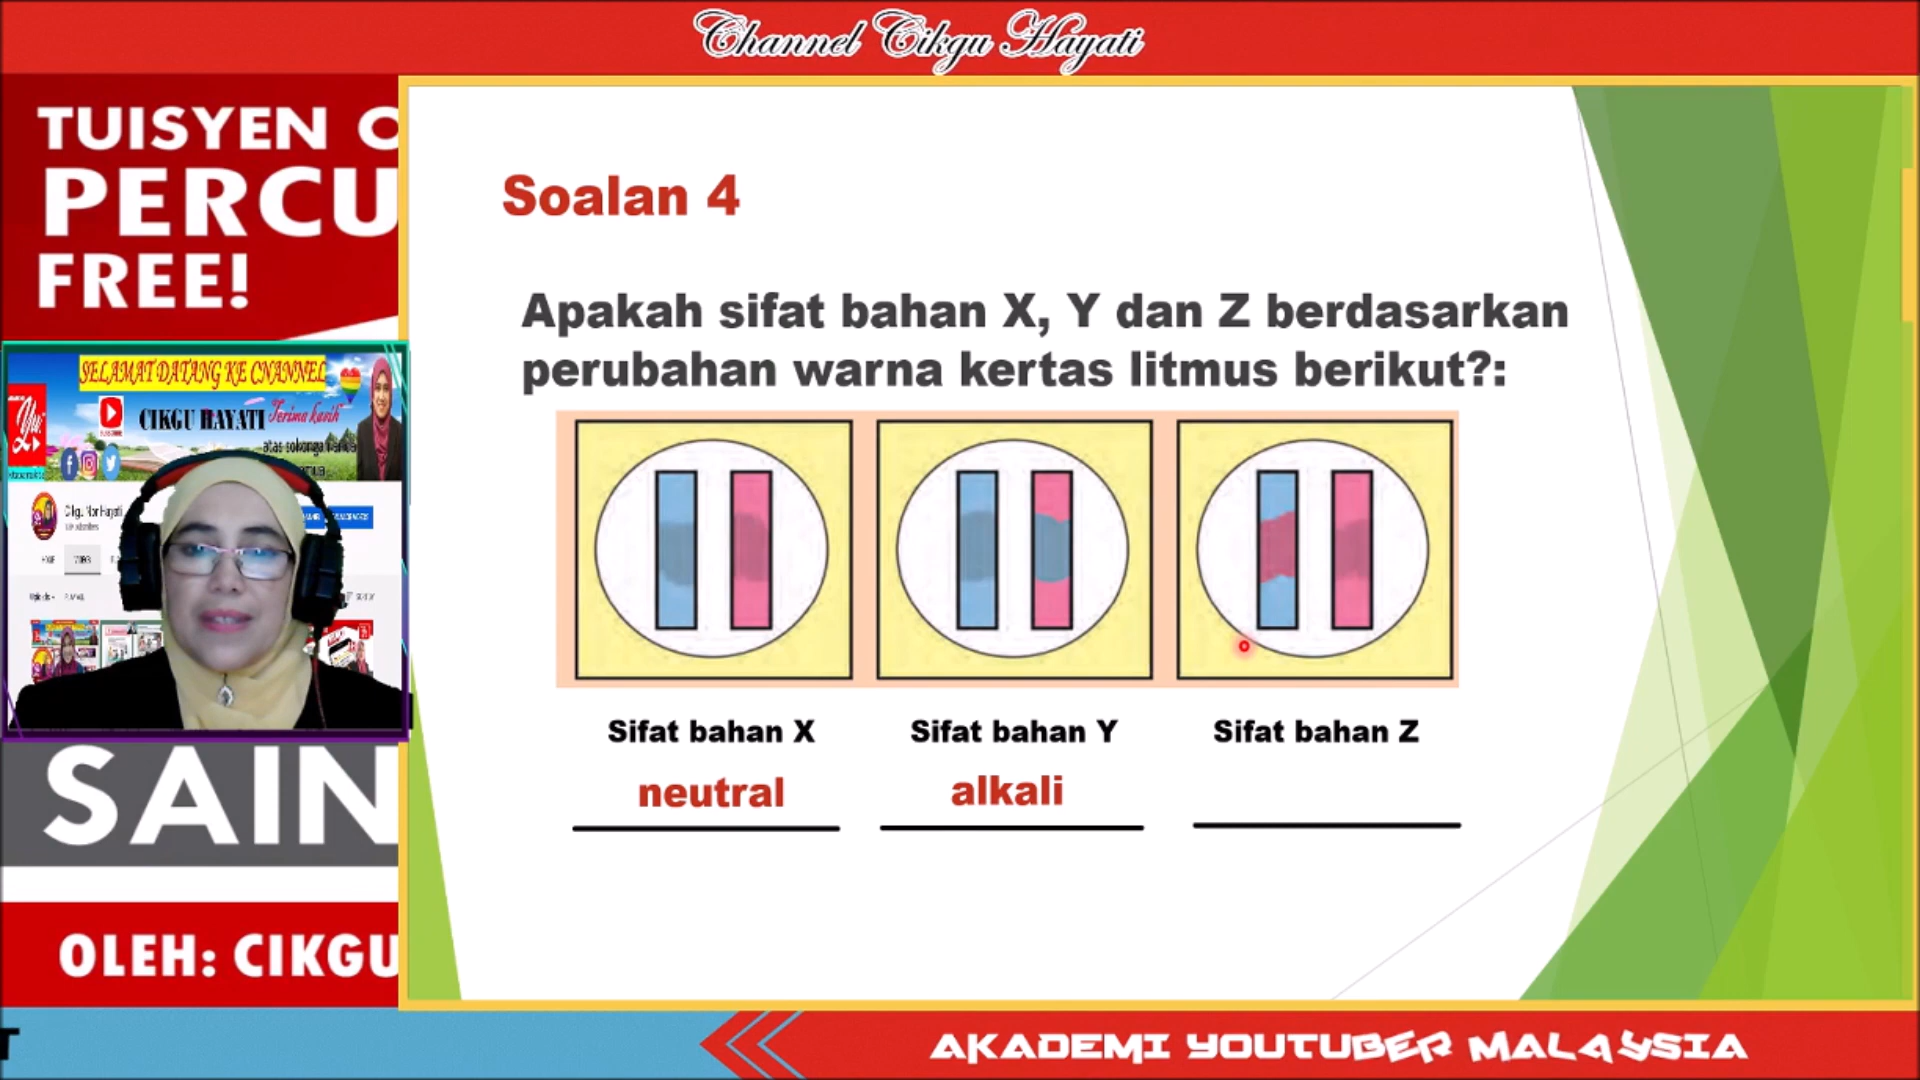 Channel Cikgu Hayati
TUISYEN
PERCU
FREE!
SELAMAT DATANG KE CNANNEL
CIKGU HAYATI
Terima kasih
SAIN
OLEH: CIKGU
Soalan 4
Apakah sifat bahan X, Y dan Z berdasarkan
perubahan warna kertas litmus berikut?:
Sifat bahan X
Sifat bahan Y
Sifat bahan Z
neutral
alkali
AKADEMI YOUTUBER MALAYSIA